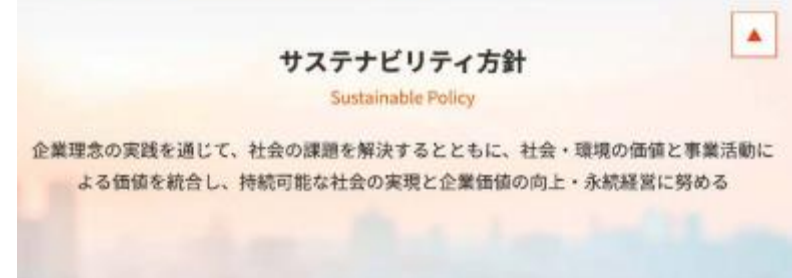 サステナビリティ方針
Sustainable Policy
企業理念の実践を通じて、社会の課題を解決するとともに、社会・環境の価値と事業活動に
よる価値を統合し、持続可能な社会の実現と企業価値の向上・永続経営に努める